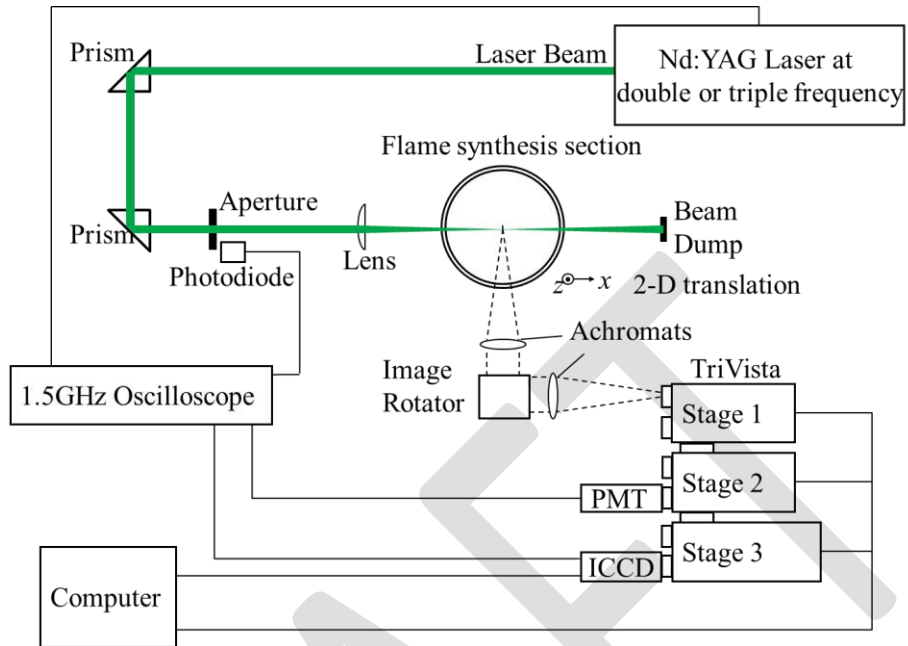 Prism
Laser Beam
Nd:YAG Laser at
double or triple frequency
Flame synthesis section
Prism
Aperture
Photodiode
Lens
Beam
Dump
z
x
2-D translation
Achromats
Image
Rotator
TriVista
1.5GHz Oscilloscope
Stage 1
PMT
Stage 2
ICCD
Stage 3
Computer